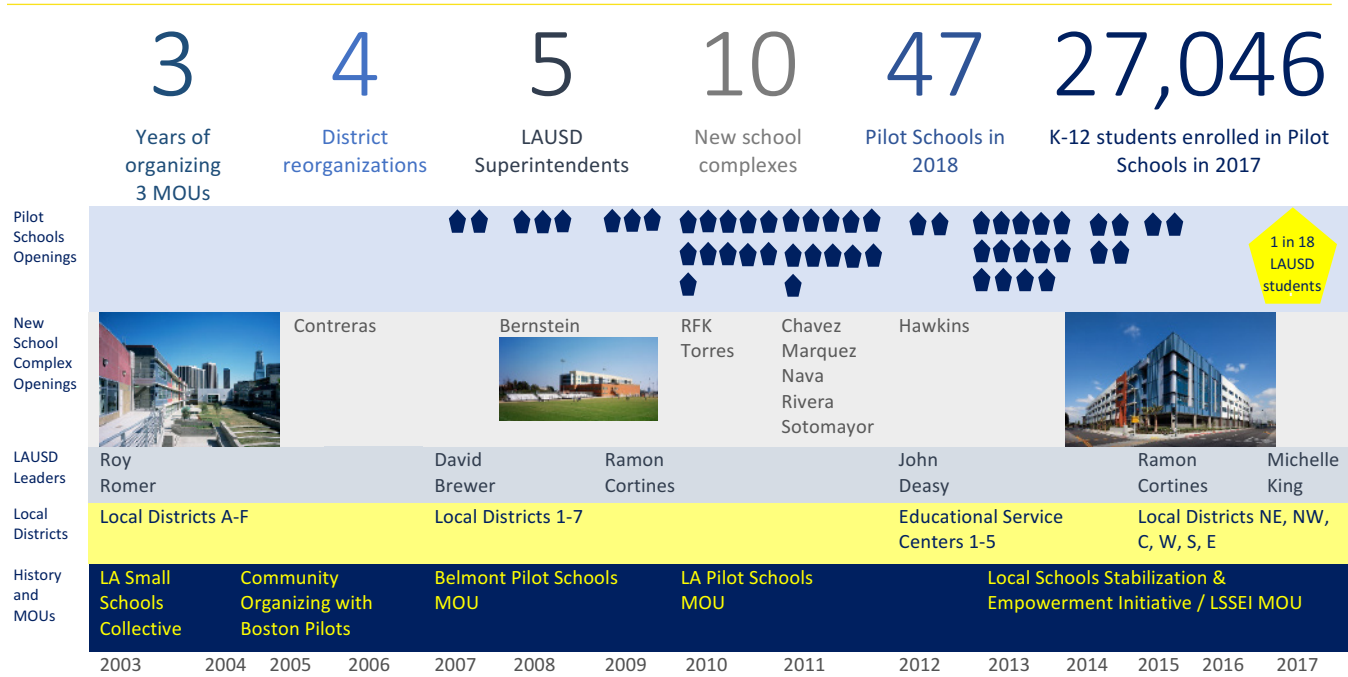 3
Years of
organizing
3 MOUs
4
District
reorganizations
5
LAUSD
Superintendents
10
New school
complexes
47
Pilot Schools in
2018
27,046
K-12 students enrolled in Pilot
Schools in 2017
Pilot
Schools
Openings
1 in 18
LAUSD
students
New
School
Complex
Openings
Contreras
Bernstein
RFK
Torres
Chavez
Marquez
Nava
Rivera
Sotomayor
Hawkins
LAUSD
Leaders
Roy
Romer
David
Brewer
Ramon
Cortines
John
Deasy
Ramon
Cortines
Michelle
King
Local
Districts
Local Districts A-F
Local Districts 1-7
Educational Service
Centers 1-5
Local Districts NE, NW,
C, W, S, E
History
and
MOUs
LA Small
Schools
Collective
Community
Organizing with
Boston Pilots
Belmont Pilot Schools
MOU
LA Pilot Schools
MOU
Local Schools Stabilization &
Empowerment Initiative / LSSEI MOU
2003 2004 2005 2006 2007 2008 2009 2010 2011 2012 2013 2014 2015 2016 2017